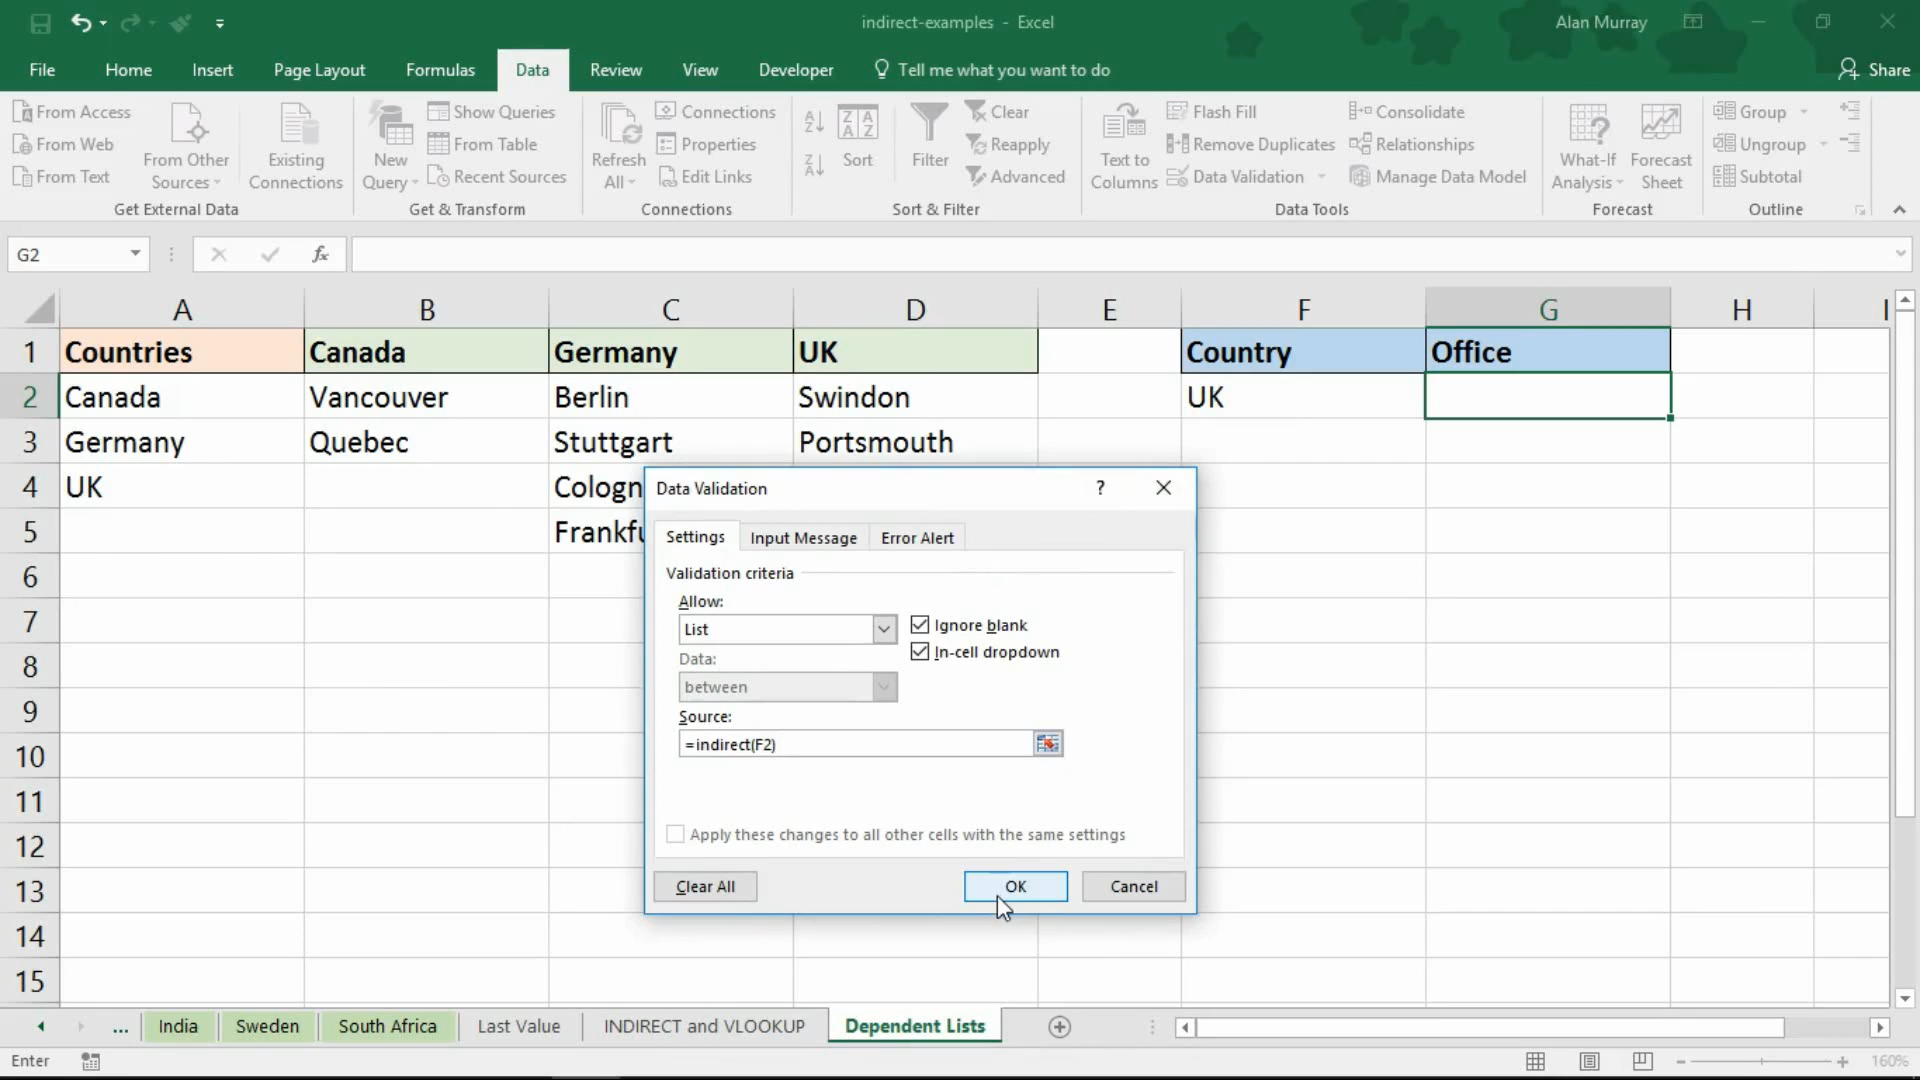 indirect-examples - Excel
Alan Murray
File Home Insert Page Layout Formulas Data Review View Developer Tell me what you want to do Share
From Access
From Web
From Text
From Other
Sources
Existing
Connections
Get External Data
New
Query
Show Queries
From Table
Recent Sources
Get & Transform
Refresh
All
Connections
Properties
Edit Links
Connections
Sort
Filter
Clear
Reapply
Advanced
Sort & Filter
Text to
Columns
Flash Fill
Remove Duplicates
Data Validation
Consolidate
Relationships
Manage Data Model
Data Tools
What-If
Analysis
Forecast
Sheet
Forecast
Group
Ungroup
Subtotal
Outline
G2
fx
A B C D E F G H I
1 Countries Canada Germany UK Country Office
2 Canada Vancouver Berlin Swindon UK
3 Germany Quebec Stuttgart Portsmouth
4 UK Cologn
5 Frankfu
6
7
8
9
10
11
12
13
14
15
Data Validation
?
Settings Input Message Error Alert
Validation criteria
Allow:
List
Ignore blank
In-cell dropdown
Data:
between
Source:
=indirect(F2)
Apply these changes to all other cells with the same settings
Clear All OK Cancel
... India Sweden South Africa Last Value INDIRECT and VLOOKUP Dependent Lists
Enter
160%